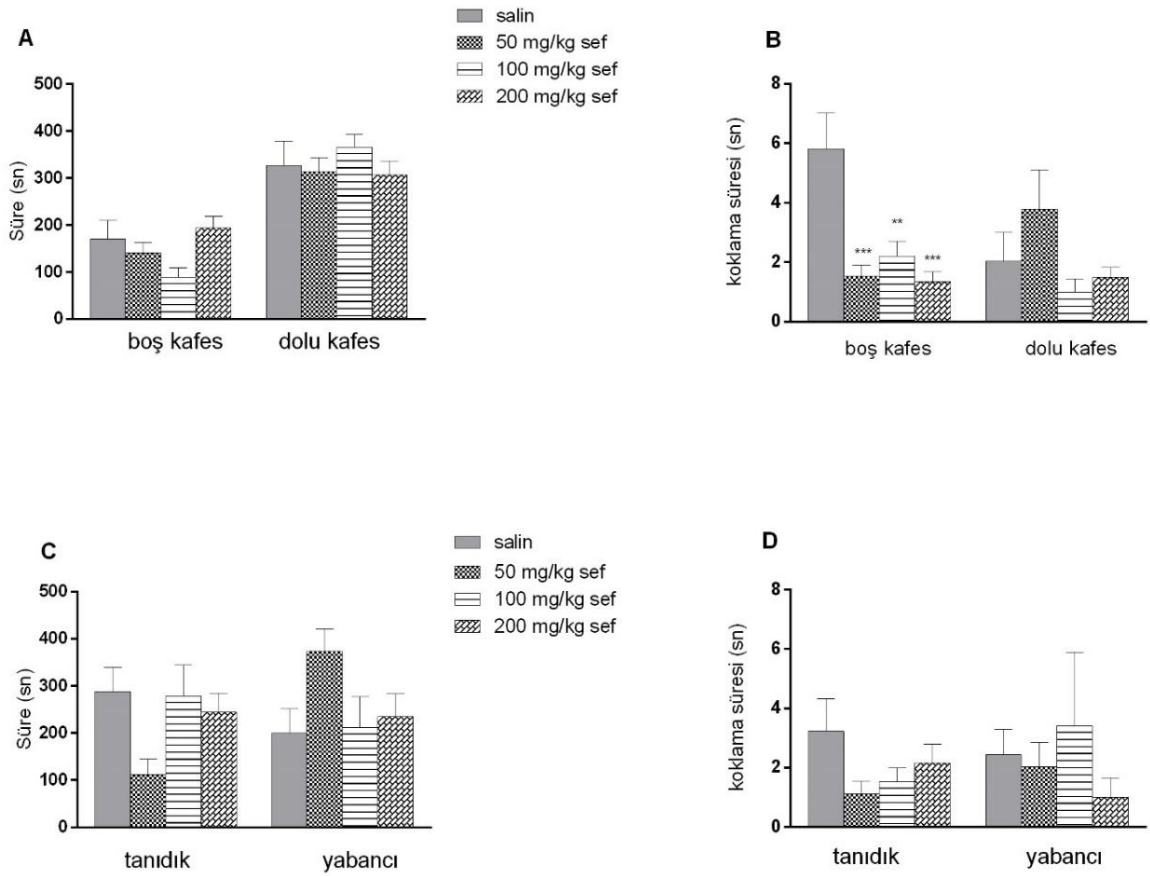 A
salin
50 mg/kg sef
100 mg/kg sef
200 mg/kg sef
Süre (sn)
500
400
300
200
100
0
boş kafes
dolu kafes
B
koklama süresi (sn)
8
6
4
2
0
***
**
***
boş kafes
dolu kafes
C
salin
50 mg/kg sef
100 mg/kg sef
200 mg/kg sef
Süre (sn)
500
400
300
200
100
0
tanıdık
yabancı
D
koklama süresi (sn)
8
6
4
2
0
tanıdık
yabancı